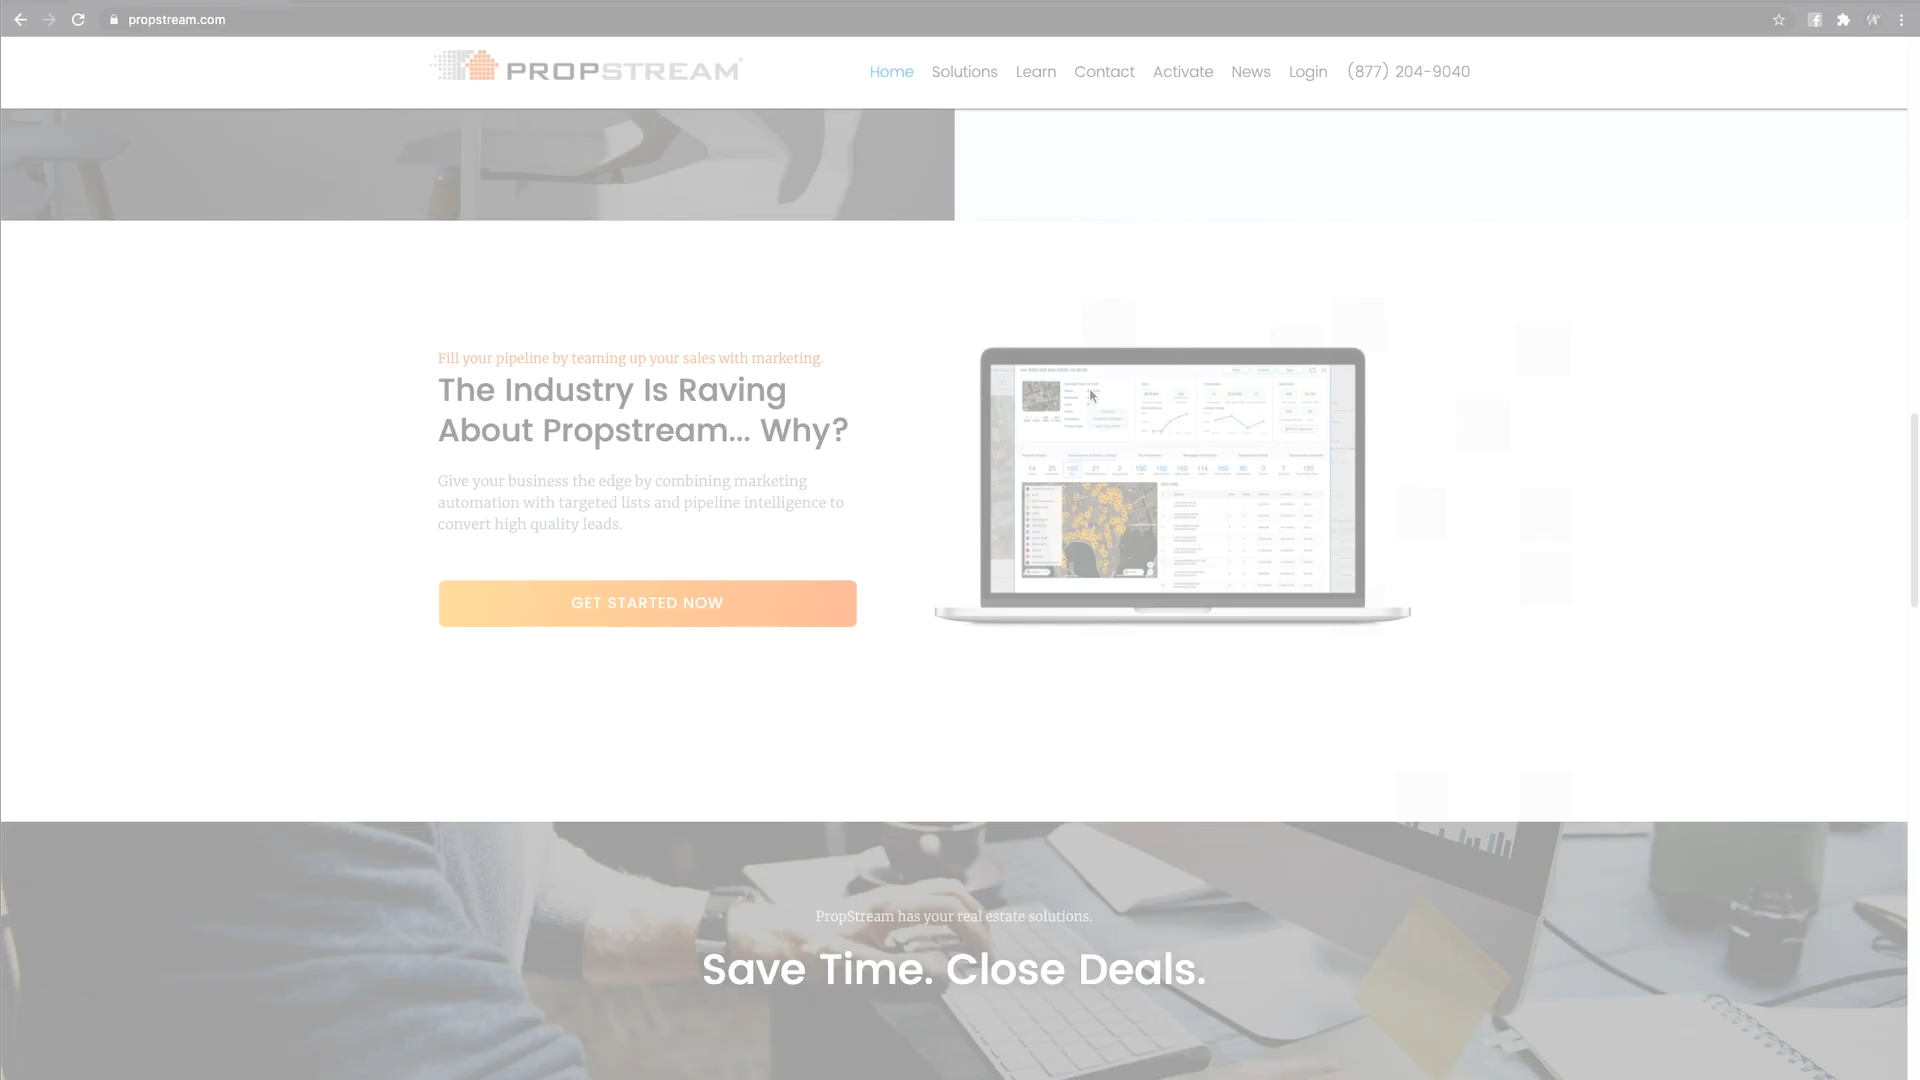 propstream.com
PROPSTREAM
Home Solutions Learn Contact Activate News Login (877) 204-9040
Fill your pipeline by teaming up your sales with marketing.
The Industry Is Raving
About Propstream... Why?
Give your business the edge by combining marketing
automation with targeted lists and pipeline intelligence to
convert high quality leads.
GET STARTED NOW
PropStream has your real estate solutions.
Save Time. Close Deals.